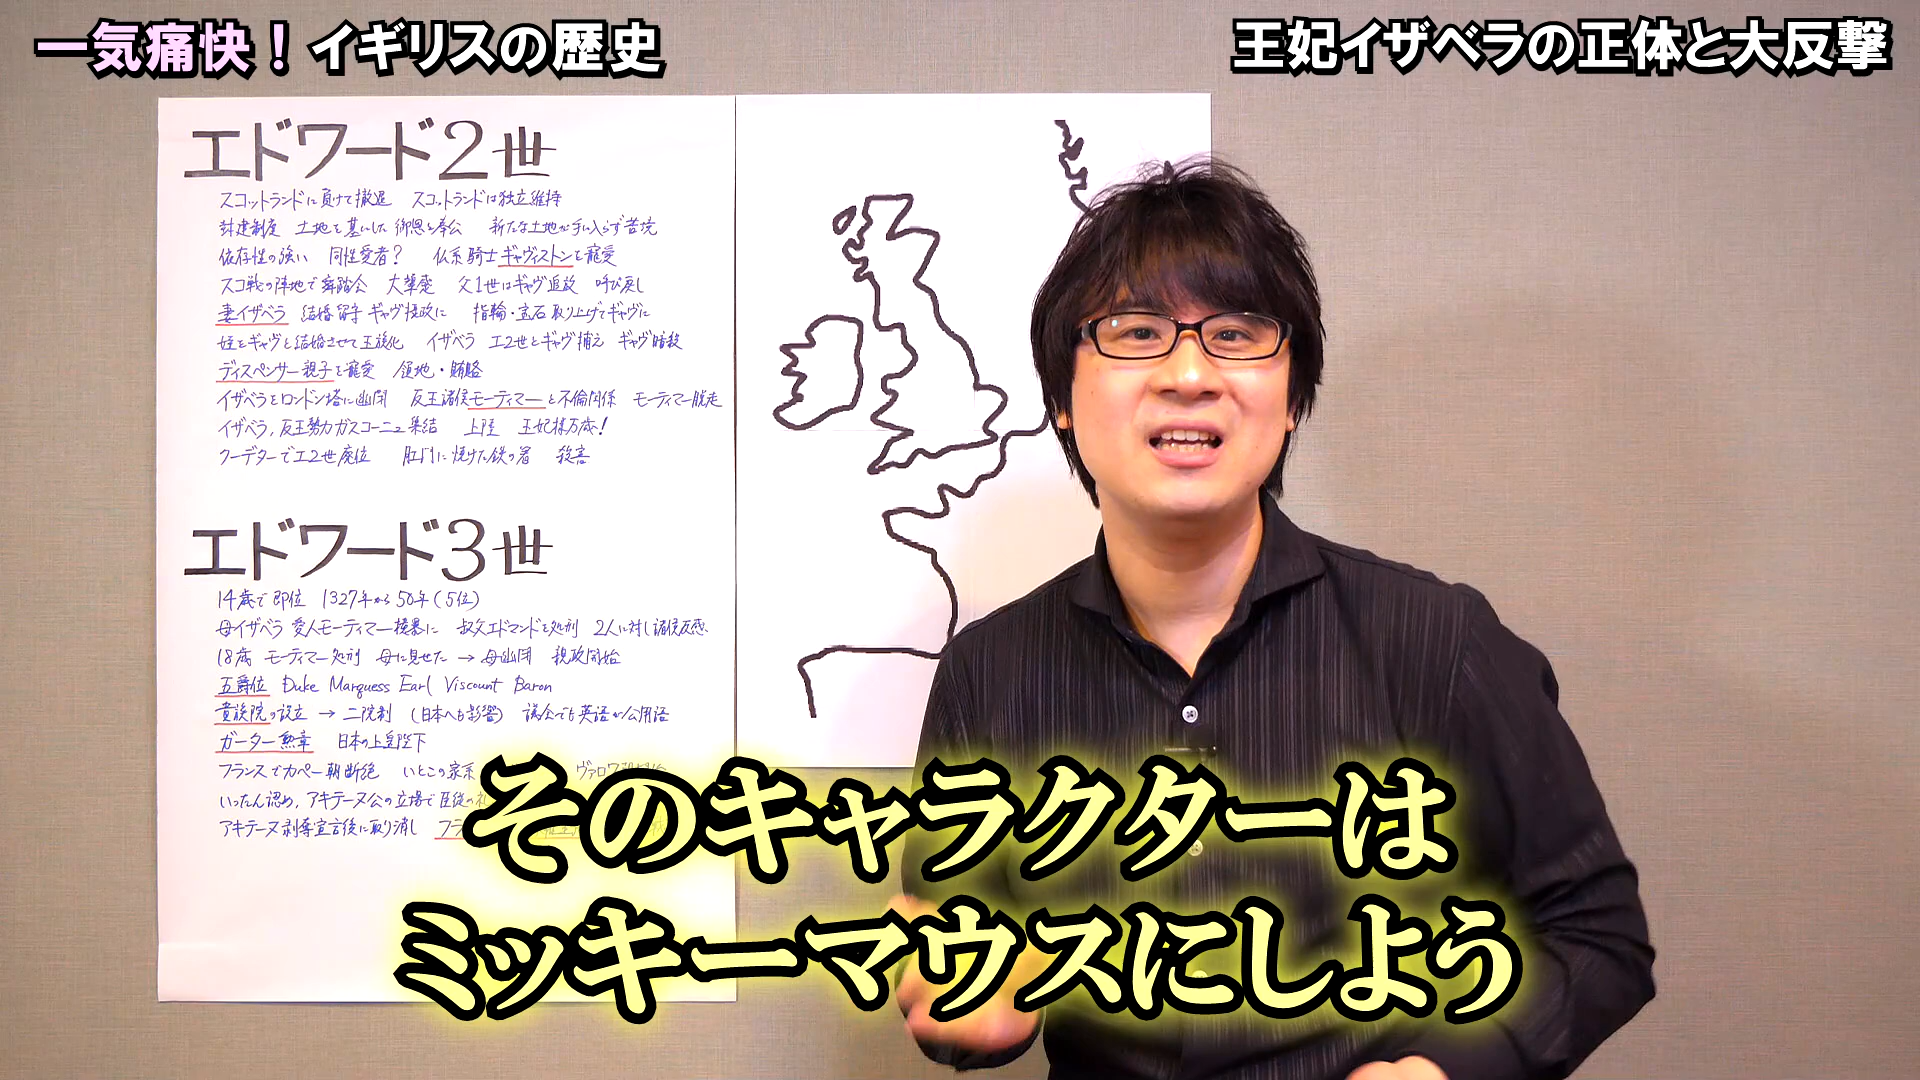 一気痛快！イギリスの歴史
王妃イザベラの正体と大反撃
エドワード2世
スコットランドに負けて撤退 スコットランドは独立維持
封建制度 土地を基にした御恩と奉公 新たな土地が手に入らず苦境
依存性の強い 同性愛者？ 仏系騎士ギャヴィストンを寵愛
スコ戦の陣地で舞踏会 大顰蹙 父1世はギャヴ追放 呼び戻し
妻イザベラ 結婚留守ギャヴ摂政に 指輪・宝石取り上げてギャヴに
姪をギャヴと結婚させて王族化 イザベラ エ2世とギャヴ捕え ギャヴ暗殺
ディスペンサー親子を寵愛 領地・賄賂
イザベラをロンドン塔に幽閉 反王諸侯モーティマーと不倫関係 モーティマー脱走
イザベラ，反王勢力ガスコーニュ集結 上陸 王妃様万歳！
クーデターでエ2世廃位 肛門に焼けた鉄の 殺害
エドワード3世
14歳で即位 1327年から50年（5位）
母イザベラ 愛人モーティマー横暴に 叔父エドマンドを処刑 2人に対し諸侯反感
18歳 モーティマー処刑 母に見せた → 母幽閉 親政開始
五爵位 Duke Marquess Earl Viscount Baron
貴族院の設立 → 二院制 （日本へも影響） 議会でも英語が公用語
ガーター勲章 日本の上皇陛下
フランスでカペー朝断絶 いとこの家系 ヴァロワ
いったん認め，アキテーヌ公の立場で臣従の
アキテーヌ剥奪宣言後に取り消し フラ
そのキャラクターは
ミッキーマウスにしよう